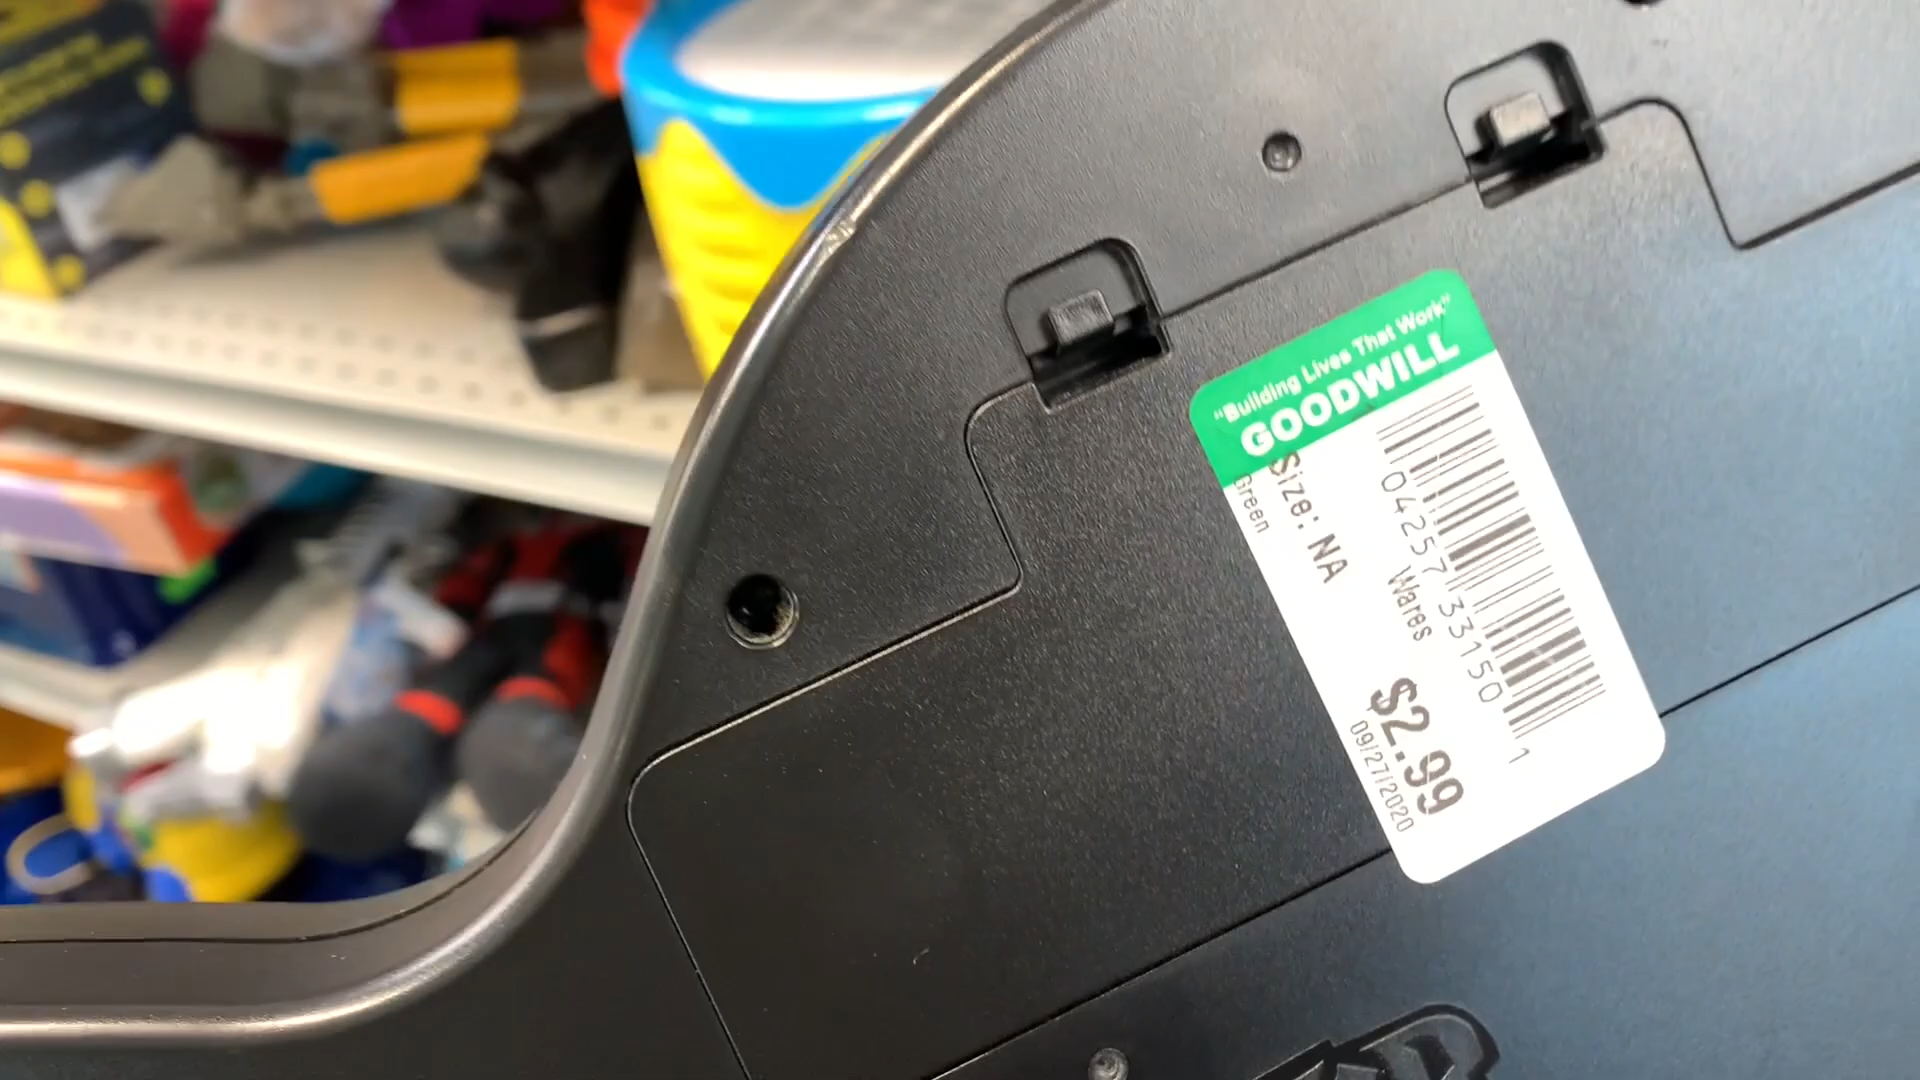 "Building Lives That Work"
GOODWILL
Green
Size: NA
04257 33150 1
Wares
$2.99
09/27/2020